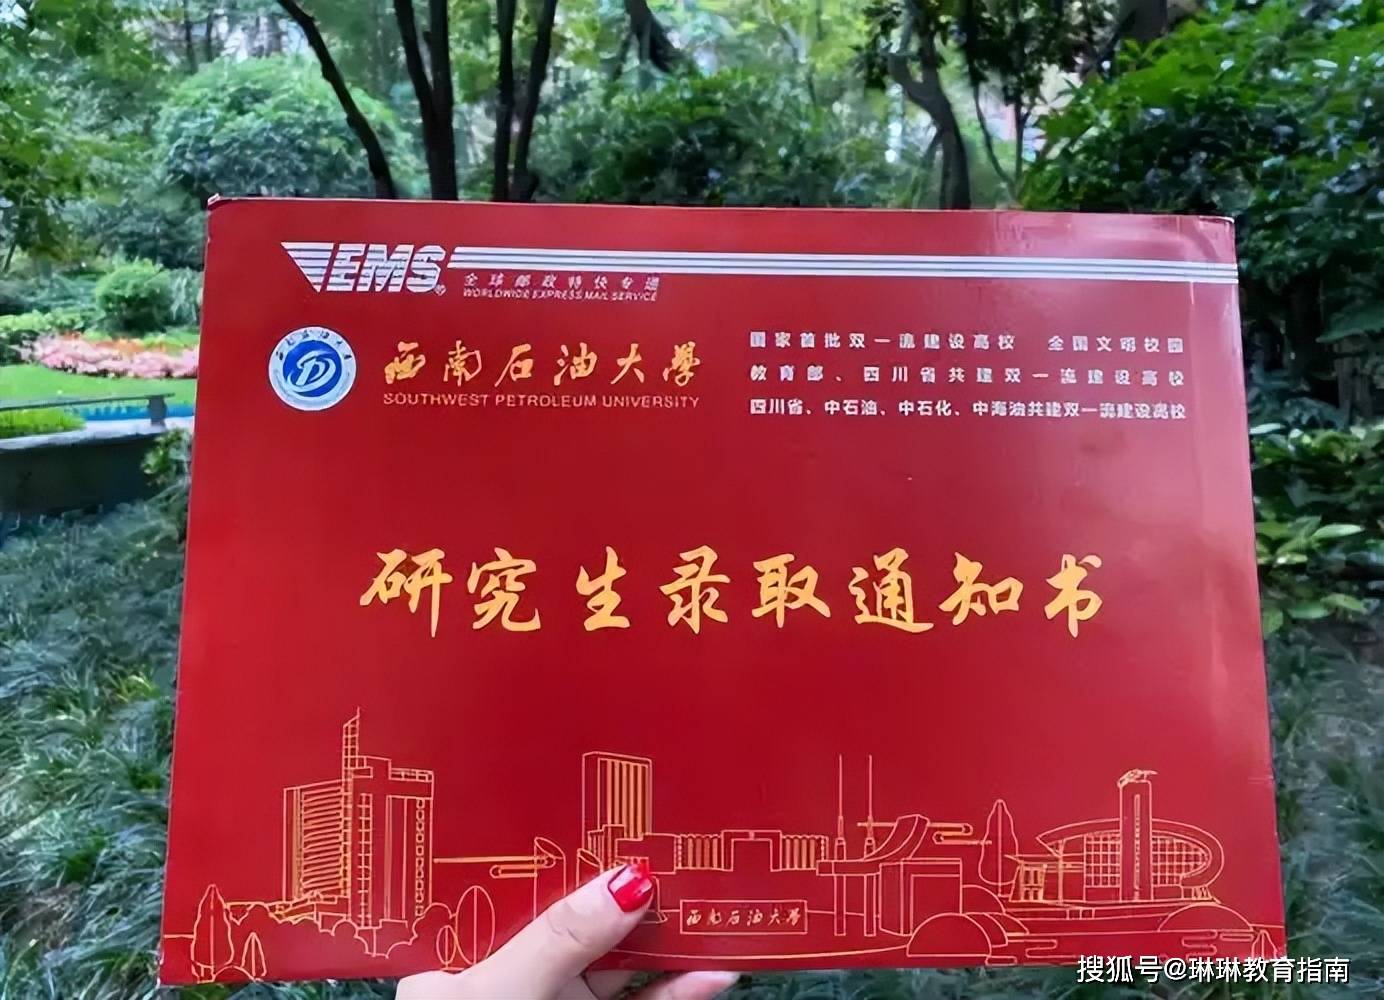 EMS
全球邮政特快专递
WORLDWIDE EXPRESS MAIL SERVICE
西南石油大學
SOUTHWEST PETROLEUM UNIVERSITY
国家首批双一流建设高校 全国文明校园
教育部、四川省共建双一流建设高校
四川省、中石油、中石化、中海油共建双一流建设高校
研究生录取通知书
西南石油大學
搜狐号@琳琳教育指南